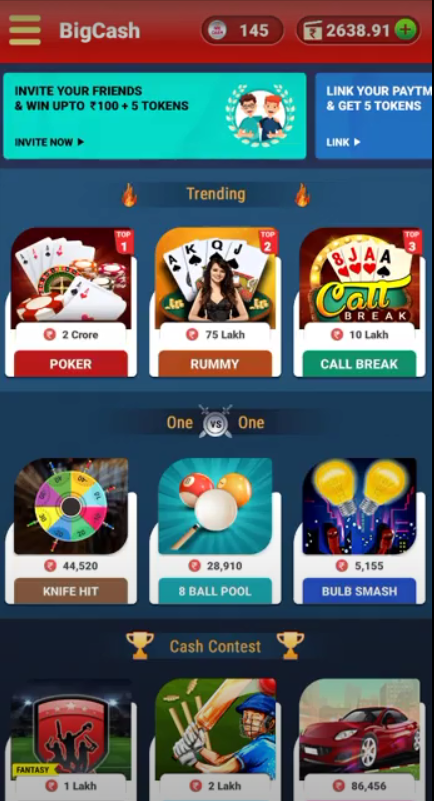 BigCash
145
₹ 2638.91 +
INVITE YOUR FRIENDS
& WIN UPTO ₹100 + 5 TOKENS
INVITE NOW ▶
LINK YOUR PAYTM
& GET 5 TOKENS
LINK ▶
Trending
TOP 1
TOP 2
TOP 3
A K Q J
8 J A A
Call
BREAK
₹ 2 Crore
₹ 75 Lakh
₹ 10 Lakh
POKER
RUMMY
CALL BREAK
One VS One
₹ 44,520
₹ 28,910
₹ 5,155
KNIFE HIT
8 BALL POOL
BULB SMASH
Cash Contest
FANTASY
₹ 1 Lakh
₹ 2 Lakh
₹ 86,456